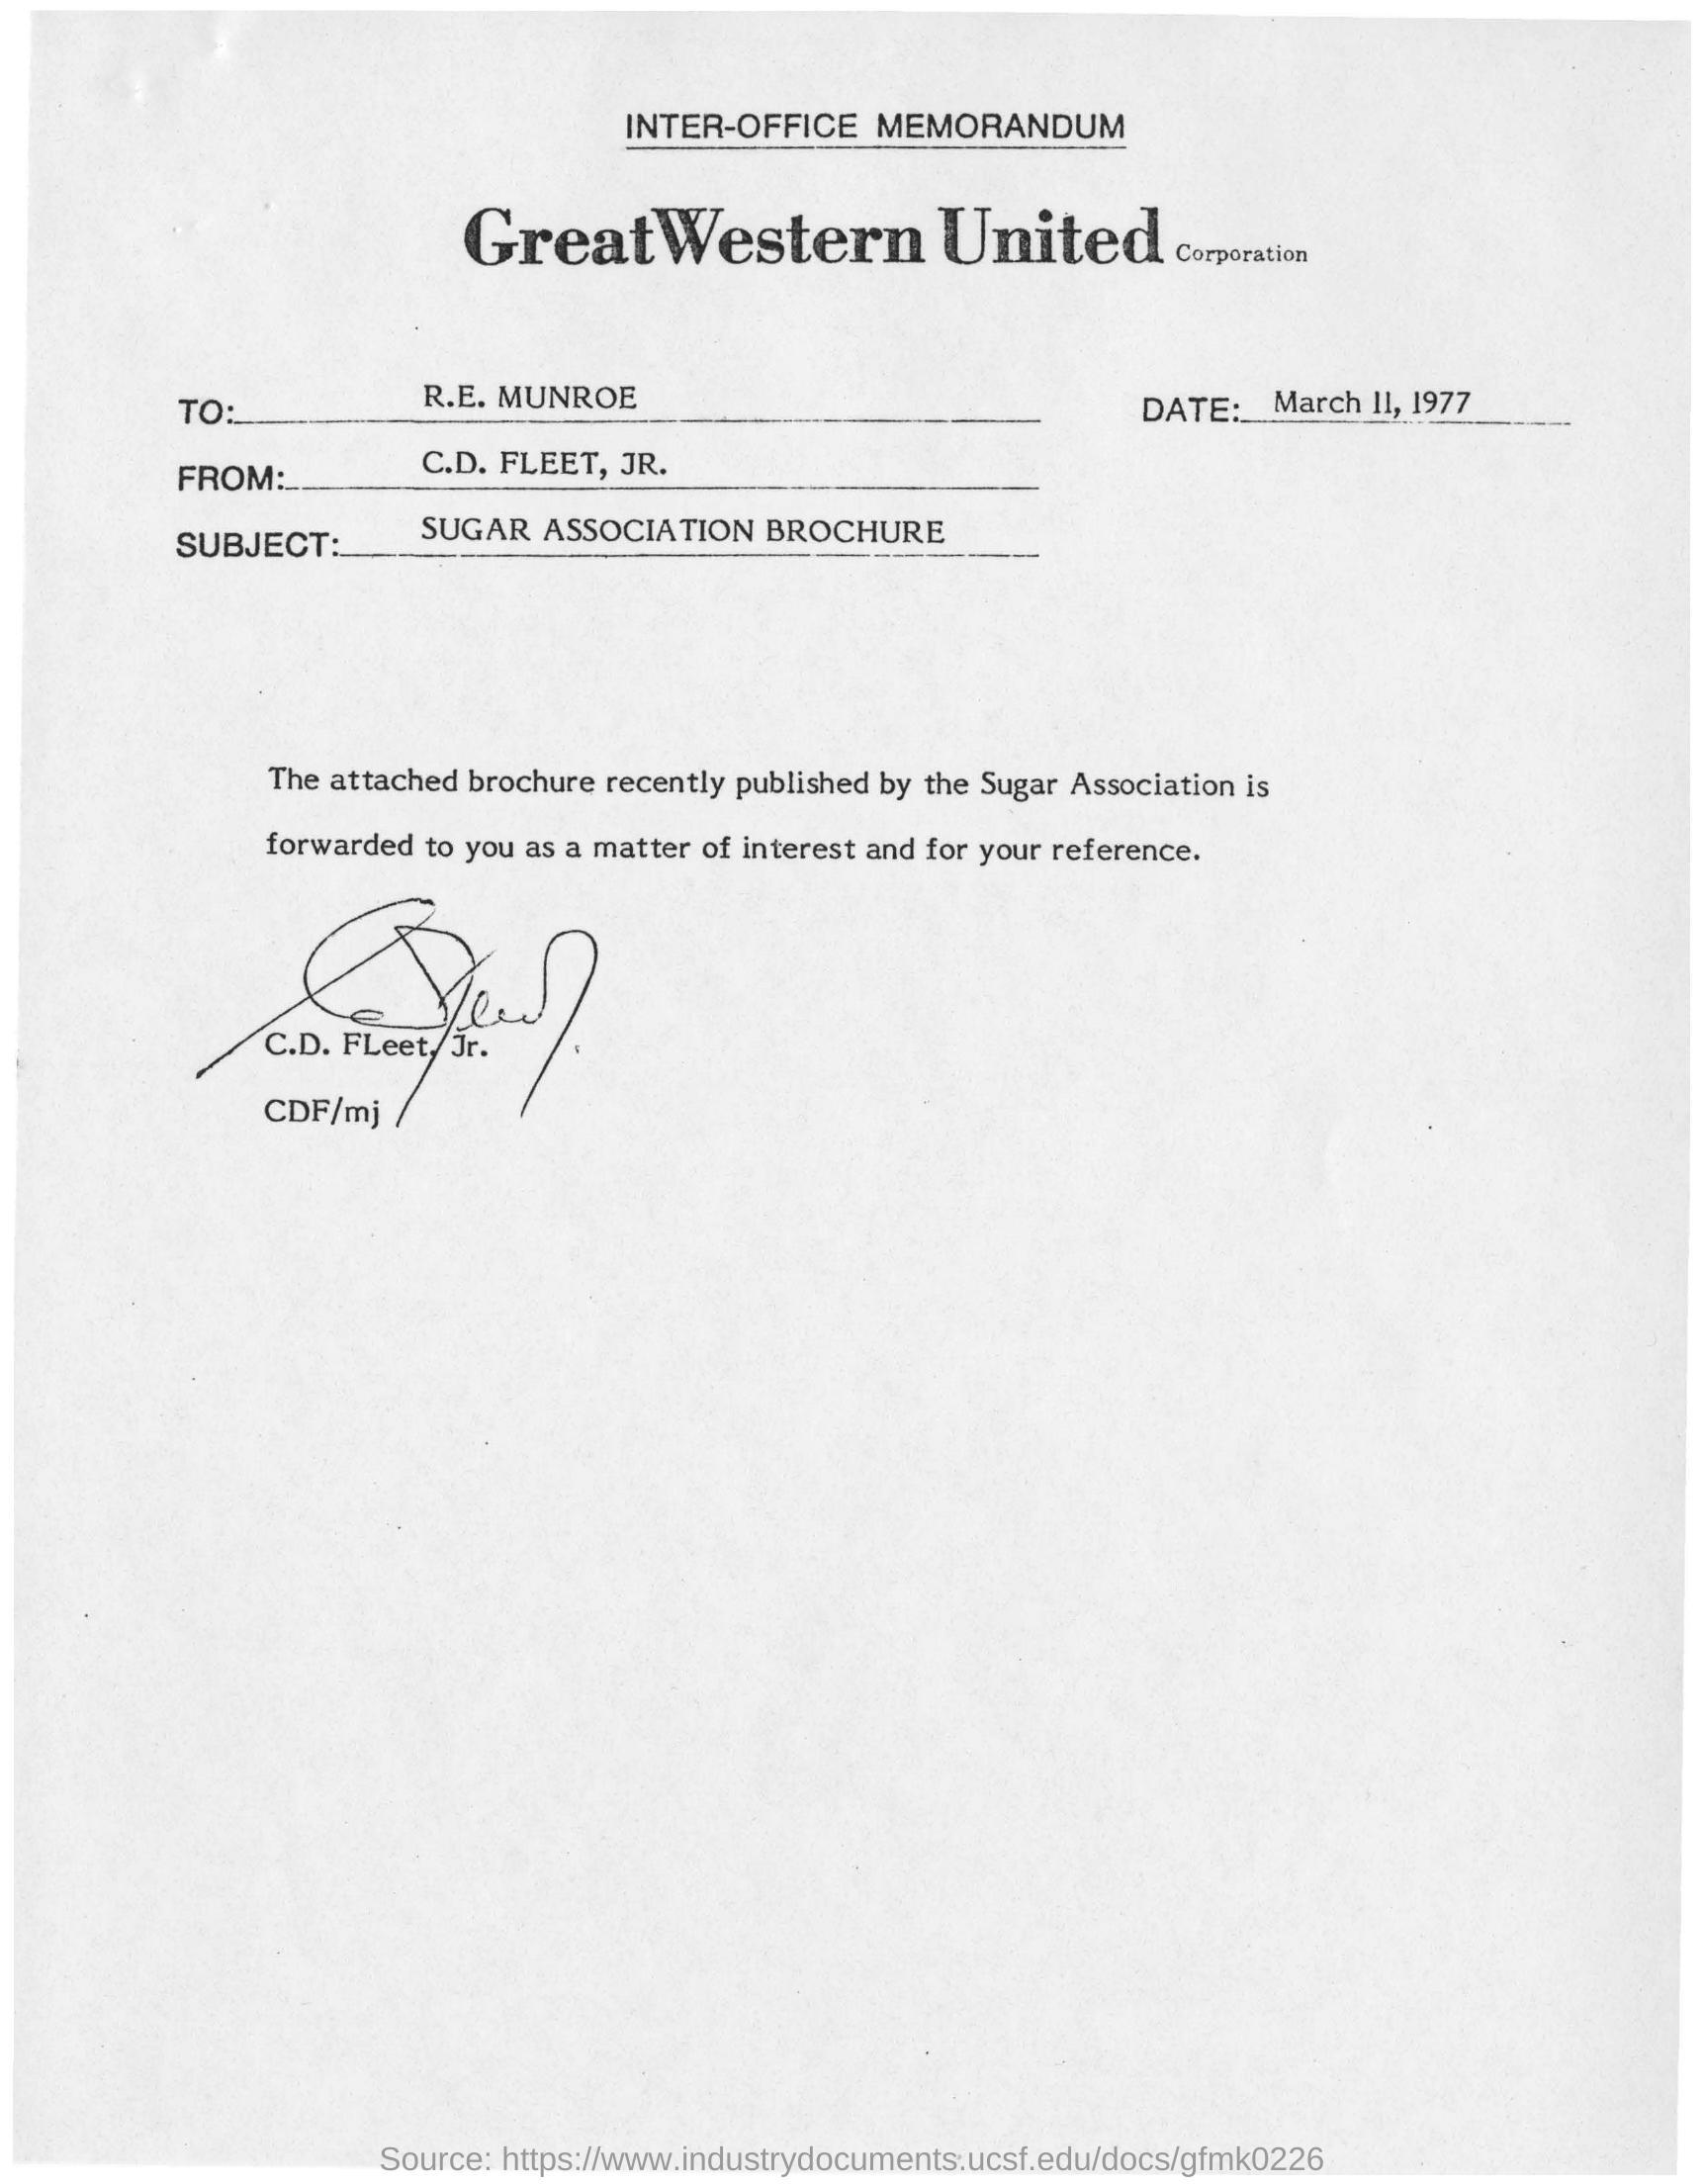 INTER-OFFICE MEMORANDUM
GreatWestern United Corporation
TO: R.E. MUNROE DATE: March 11, 1977
FROM: C.D. FLEET, JR.
SUBJECT: SUGAR ASSOCIATION BROCHURE
The attached brochure recently published by the Sugar Association is
forwarded to you as a matter of interest and for your reference.
C.D. FLeet, Jr.
CDF/mj
Source: https://www.industrydocuments.ucsf.edu/docs/gfmk0226